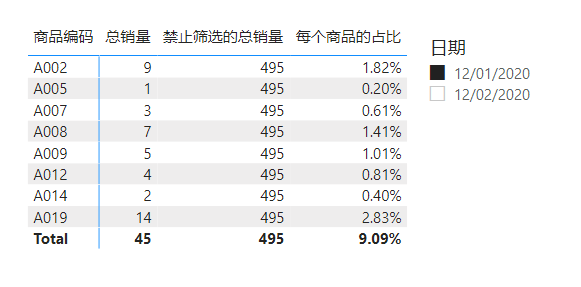 商品编码 总销量 禁止筛选的总销量 每个商品的占比
A002 9 495 1.82%
A005 1 495 0.20%
A007 3 495 0.61%
A008 7 495 1.41%
A009 5 495 1.01%
A012 4 495 0.81%
A014 2 495 0.40%
A019 14 495 2.83%
Total 45 495 9.09%
日期
12/01/2020
12/02/2020